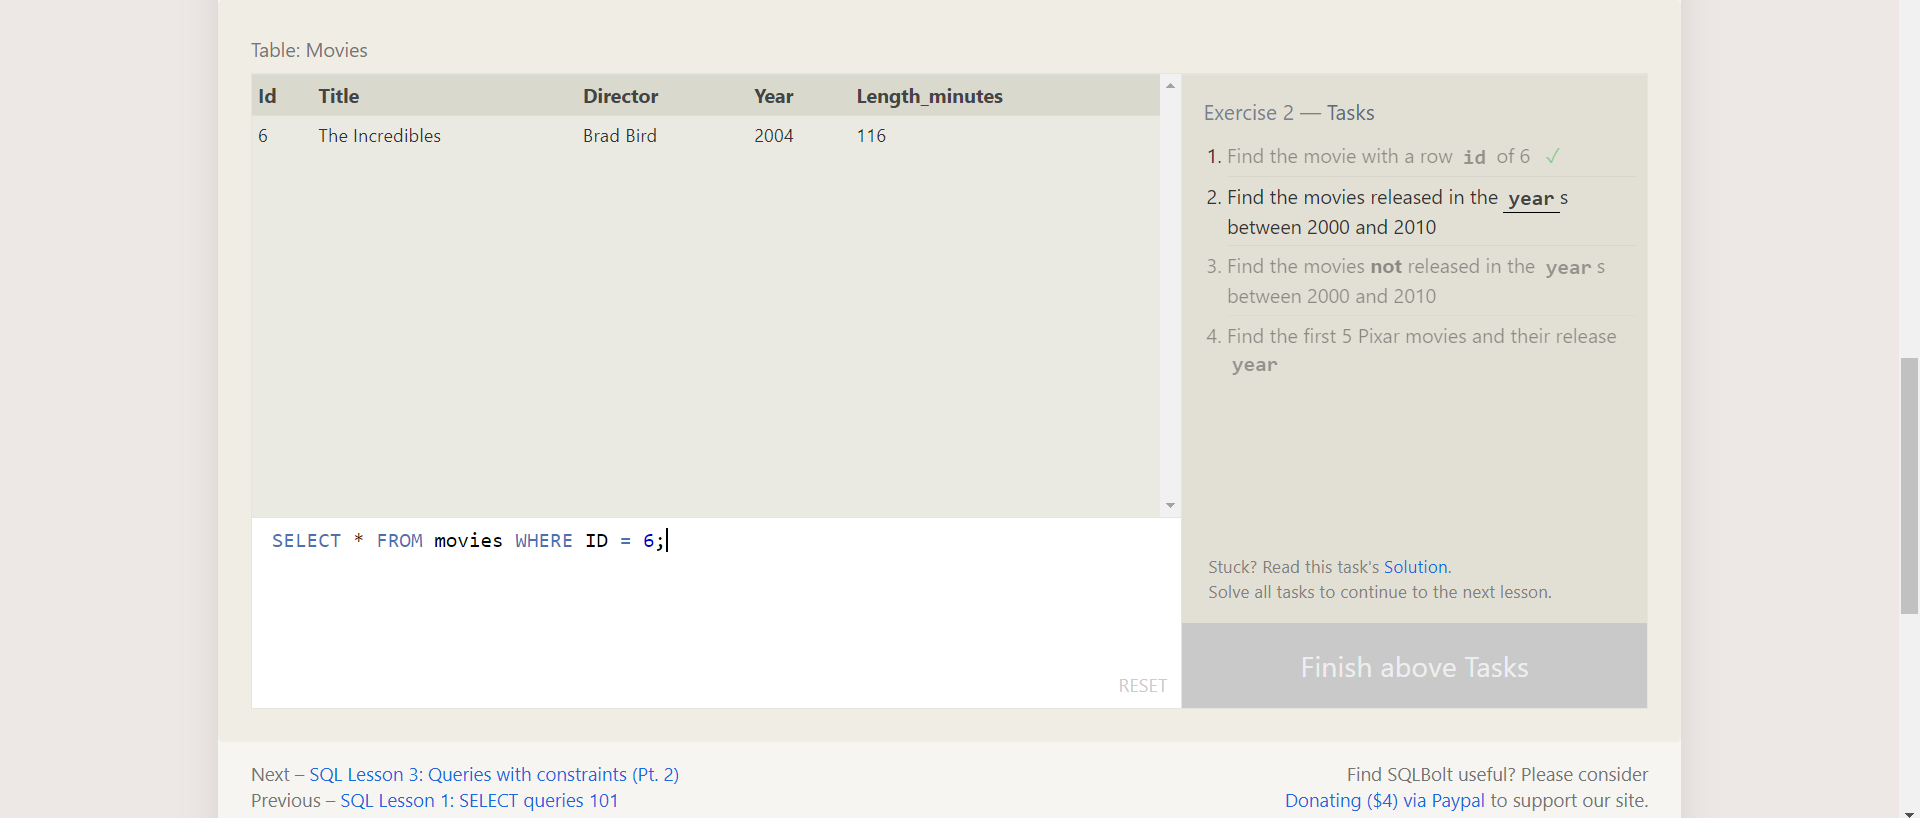 Table: Movies
Id Title Director Year Length_minutes
6 The Incredibles Brad Bird 2004 116
SELECT * FROM movies WHERE ID = 6;
RESET
Exercise 2 — Tasks
1. Find the movie with a row id of 6 ✓
2. Find the movies released in the years
between 2000 and 2010
3. Find the movies not released in the years
between 2000 and 2010
4. Find the first 5 Pixar movies and their release
year
Stuck? Read this task's Solution.
Solve all tasks to continue to the next lesson.
Finish above Tasks
Next – SQL Lesson 3: Queries with constraints (Pt. 2)
Previous – SQL Lesson 1: SELECT queries 101
Find SQLBolt useful? Please consider
Donating ($4) via Paypal to support our site.